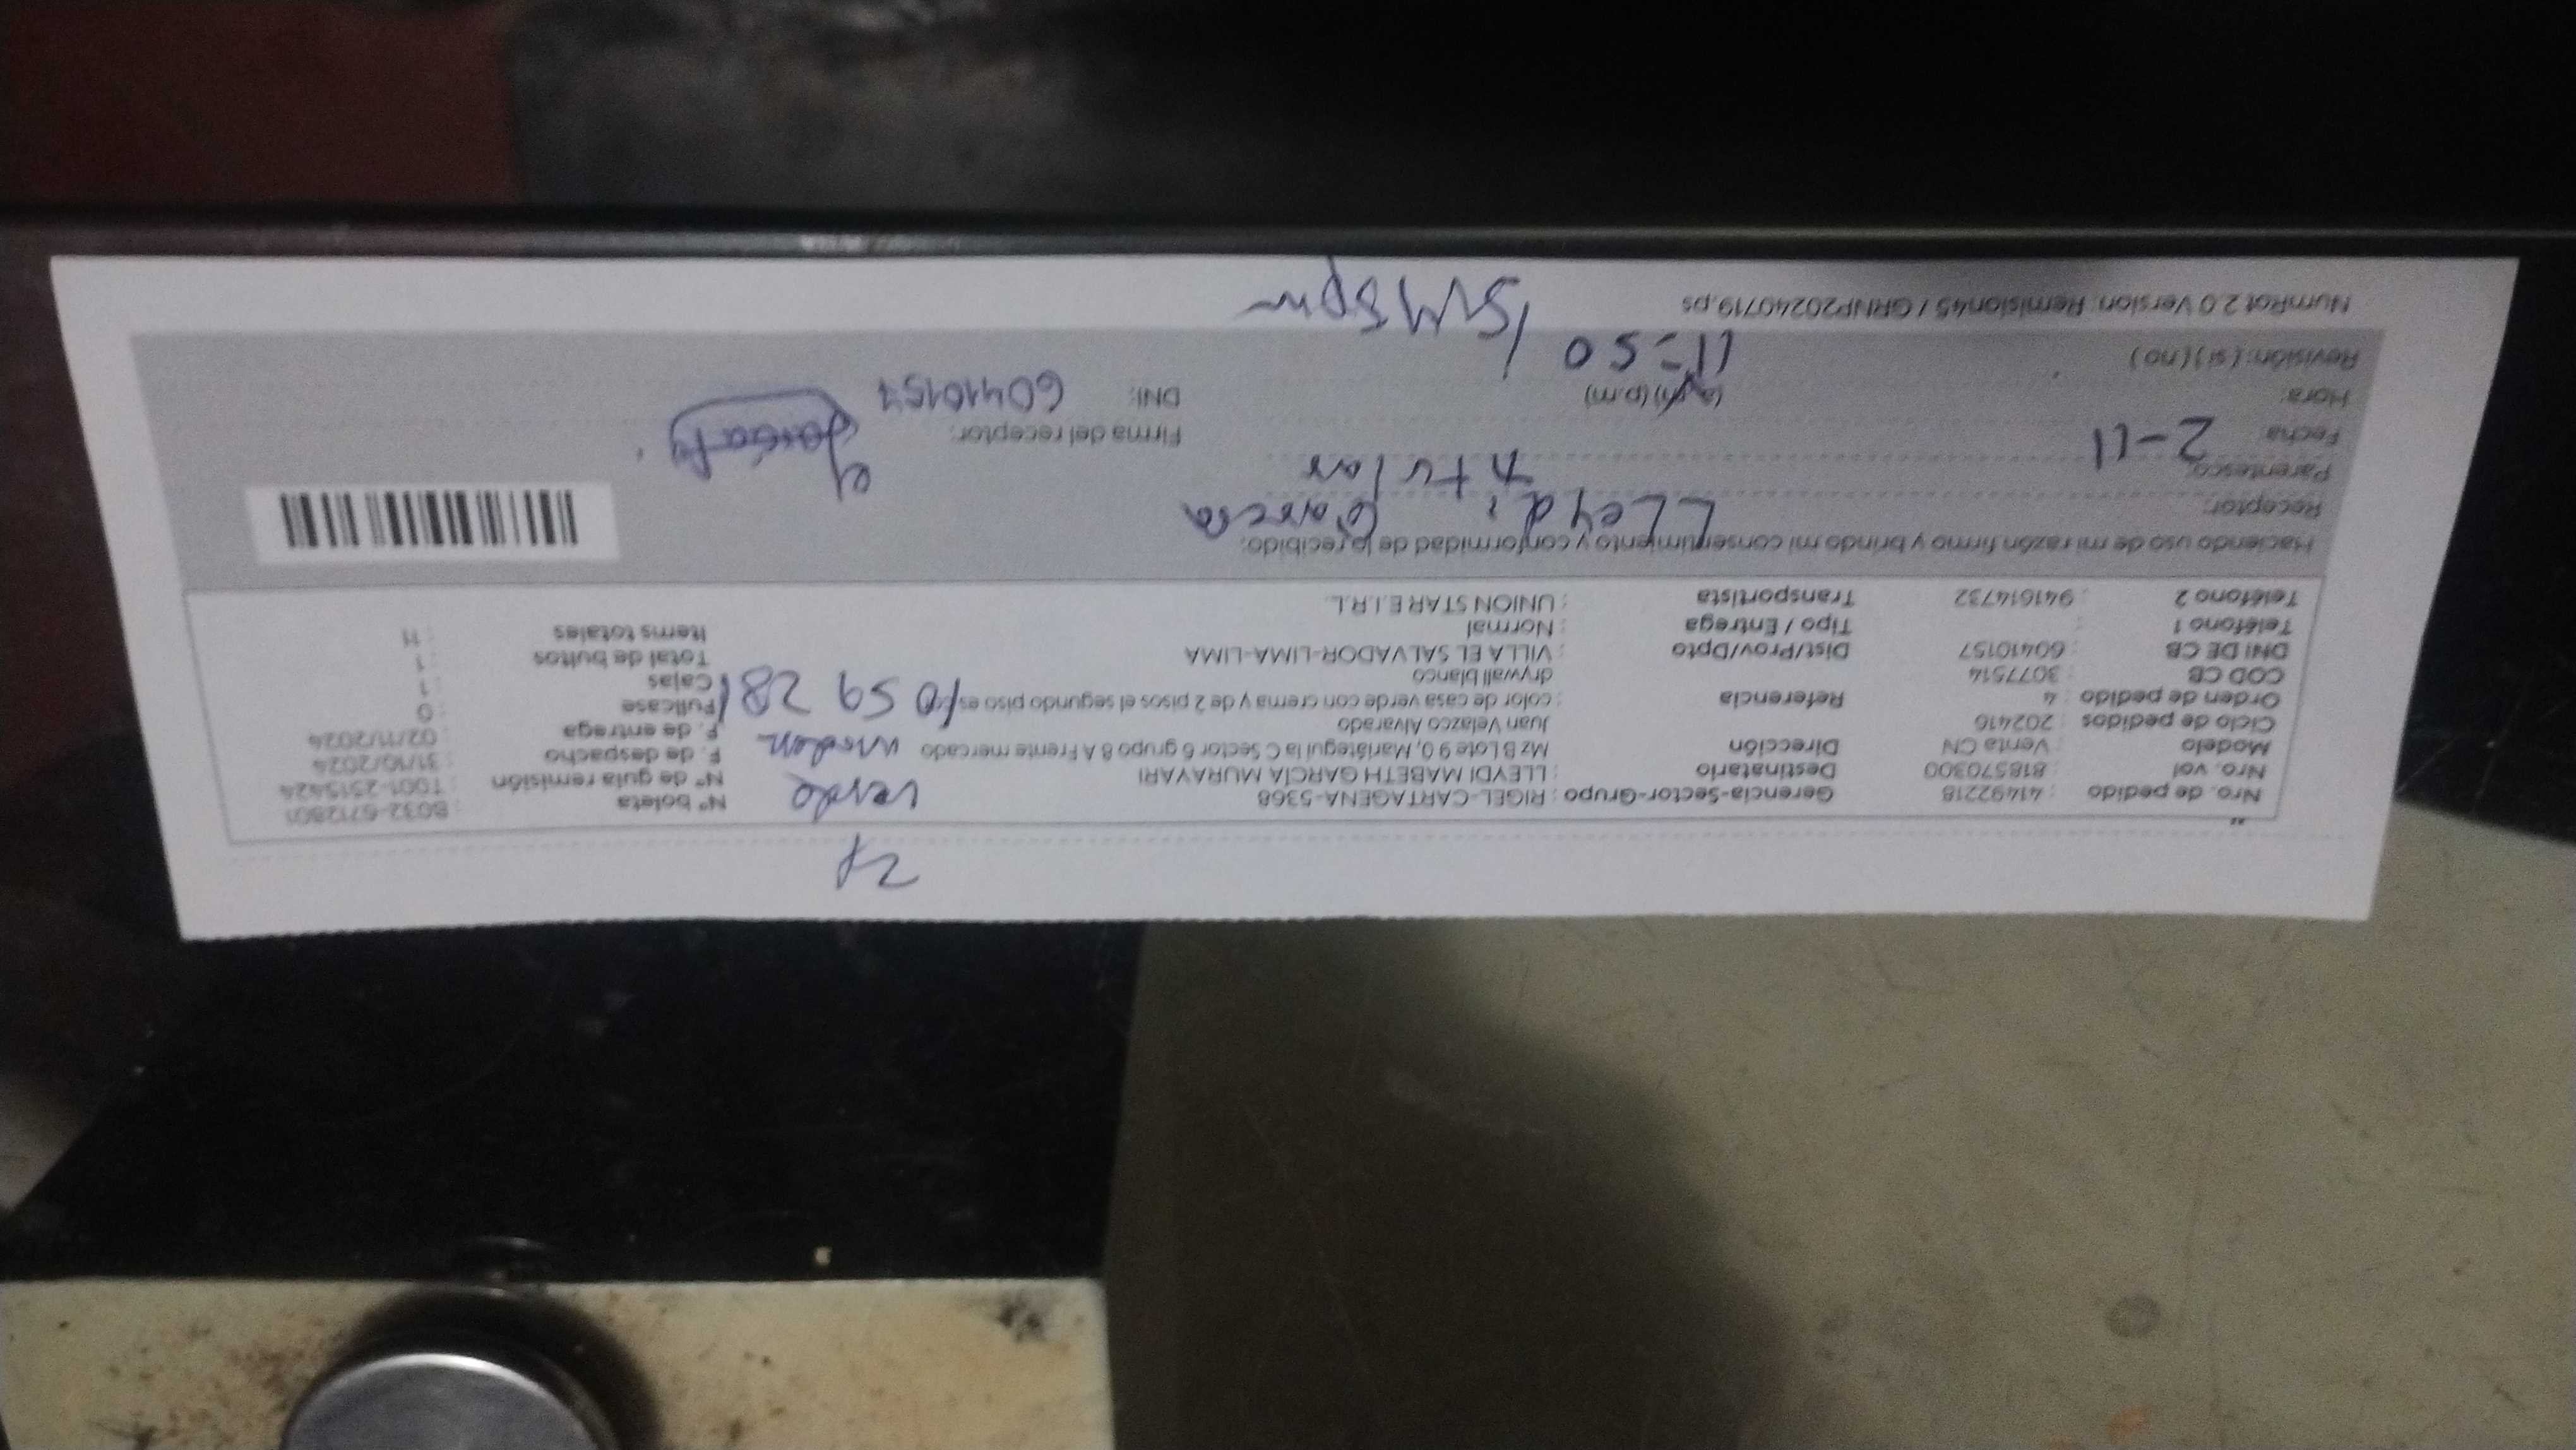 2P
Nro. de pedido : 41492218 Gerencia-Sector-Grupo : RIGEL-CARTAGENA-5368 verde Nº boleta : B032-6712801
Nro. vol : 818570300 Destinatario : LLEYDI MABETH GARCÍA MURAYARI Nº de guía remisión : T001-2515424
Modelo : Venta CN Dirección : Mz B Lote 9 0, Mariátegui la C Sector 6 grupo 8 A Frente mercado F. de despacho : 31/10/2024
Ciclo de pedidos : 202416 Juan Velazco Alvarado F. de entrega : 02/11/2024
Orden de pedido : 4 Referencia : color de casa verde con crema y de 2 pisos el segundo piso es 1059281 Fullcase : 0
COD CB : 3077514 drywall blanco Cajas : 1
DNI DE CB : 60410157 Dist/Prov/Dpto : VILLA EL SALVADOR-LIMA-LIMA Total de bultos : 1
Teléfono 1 : Tipo / Entrega : Normal Items totales : 11
Teléfono 2 : 941614732 Transportista : UNION STAR E.I.R.L.
Haciendo uso de mi razón firmo y brindo mi consentimiento y conformidad de lo recibido:
Receptor: LLeydi Garcia
Parentesco: titular
Fecha: 2-11 Firma del receptor:
Hora: (a.m) (p.m) DNI: 60410157
Revisión: ( si ) ( no ) 11=50
NumRot 2.0 Version: Remision45 / GRNP20240719.ps